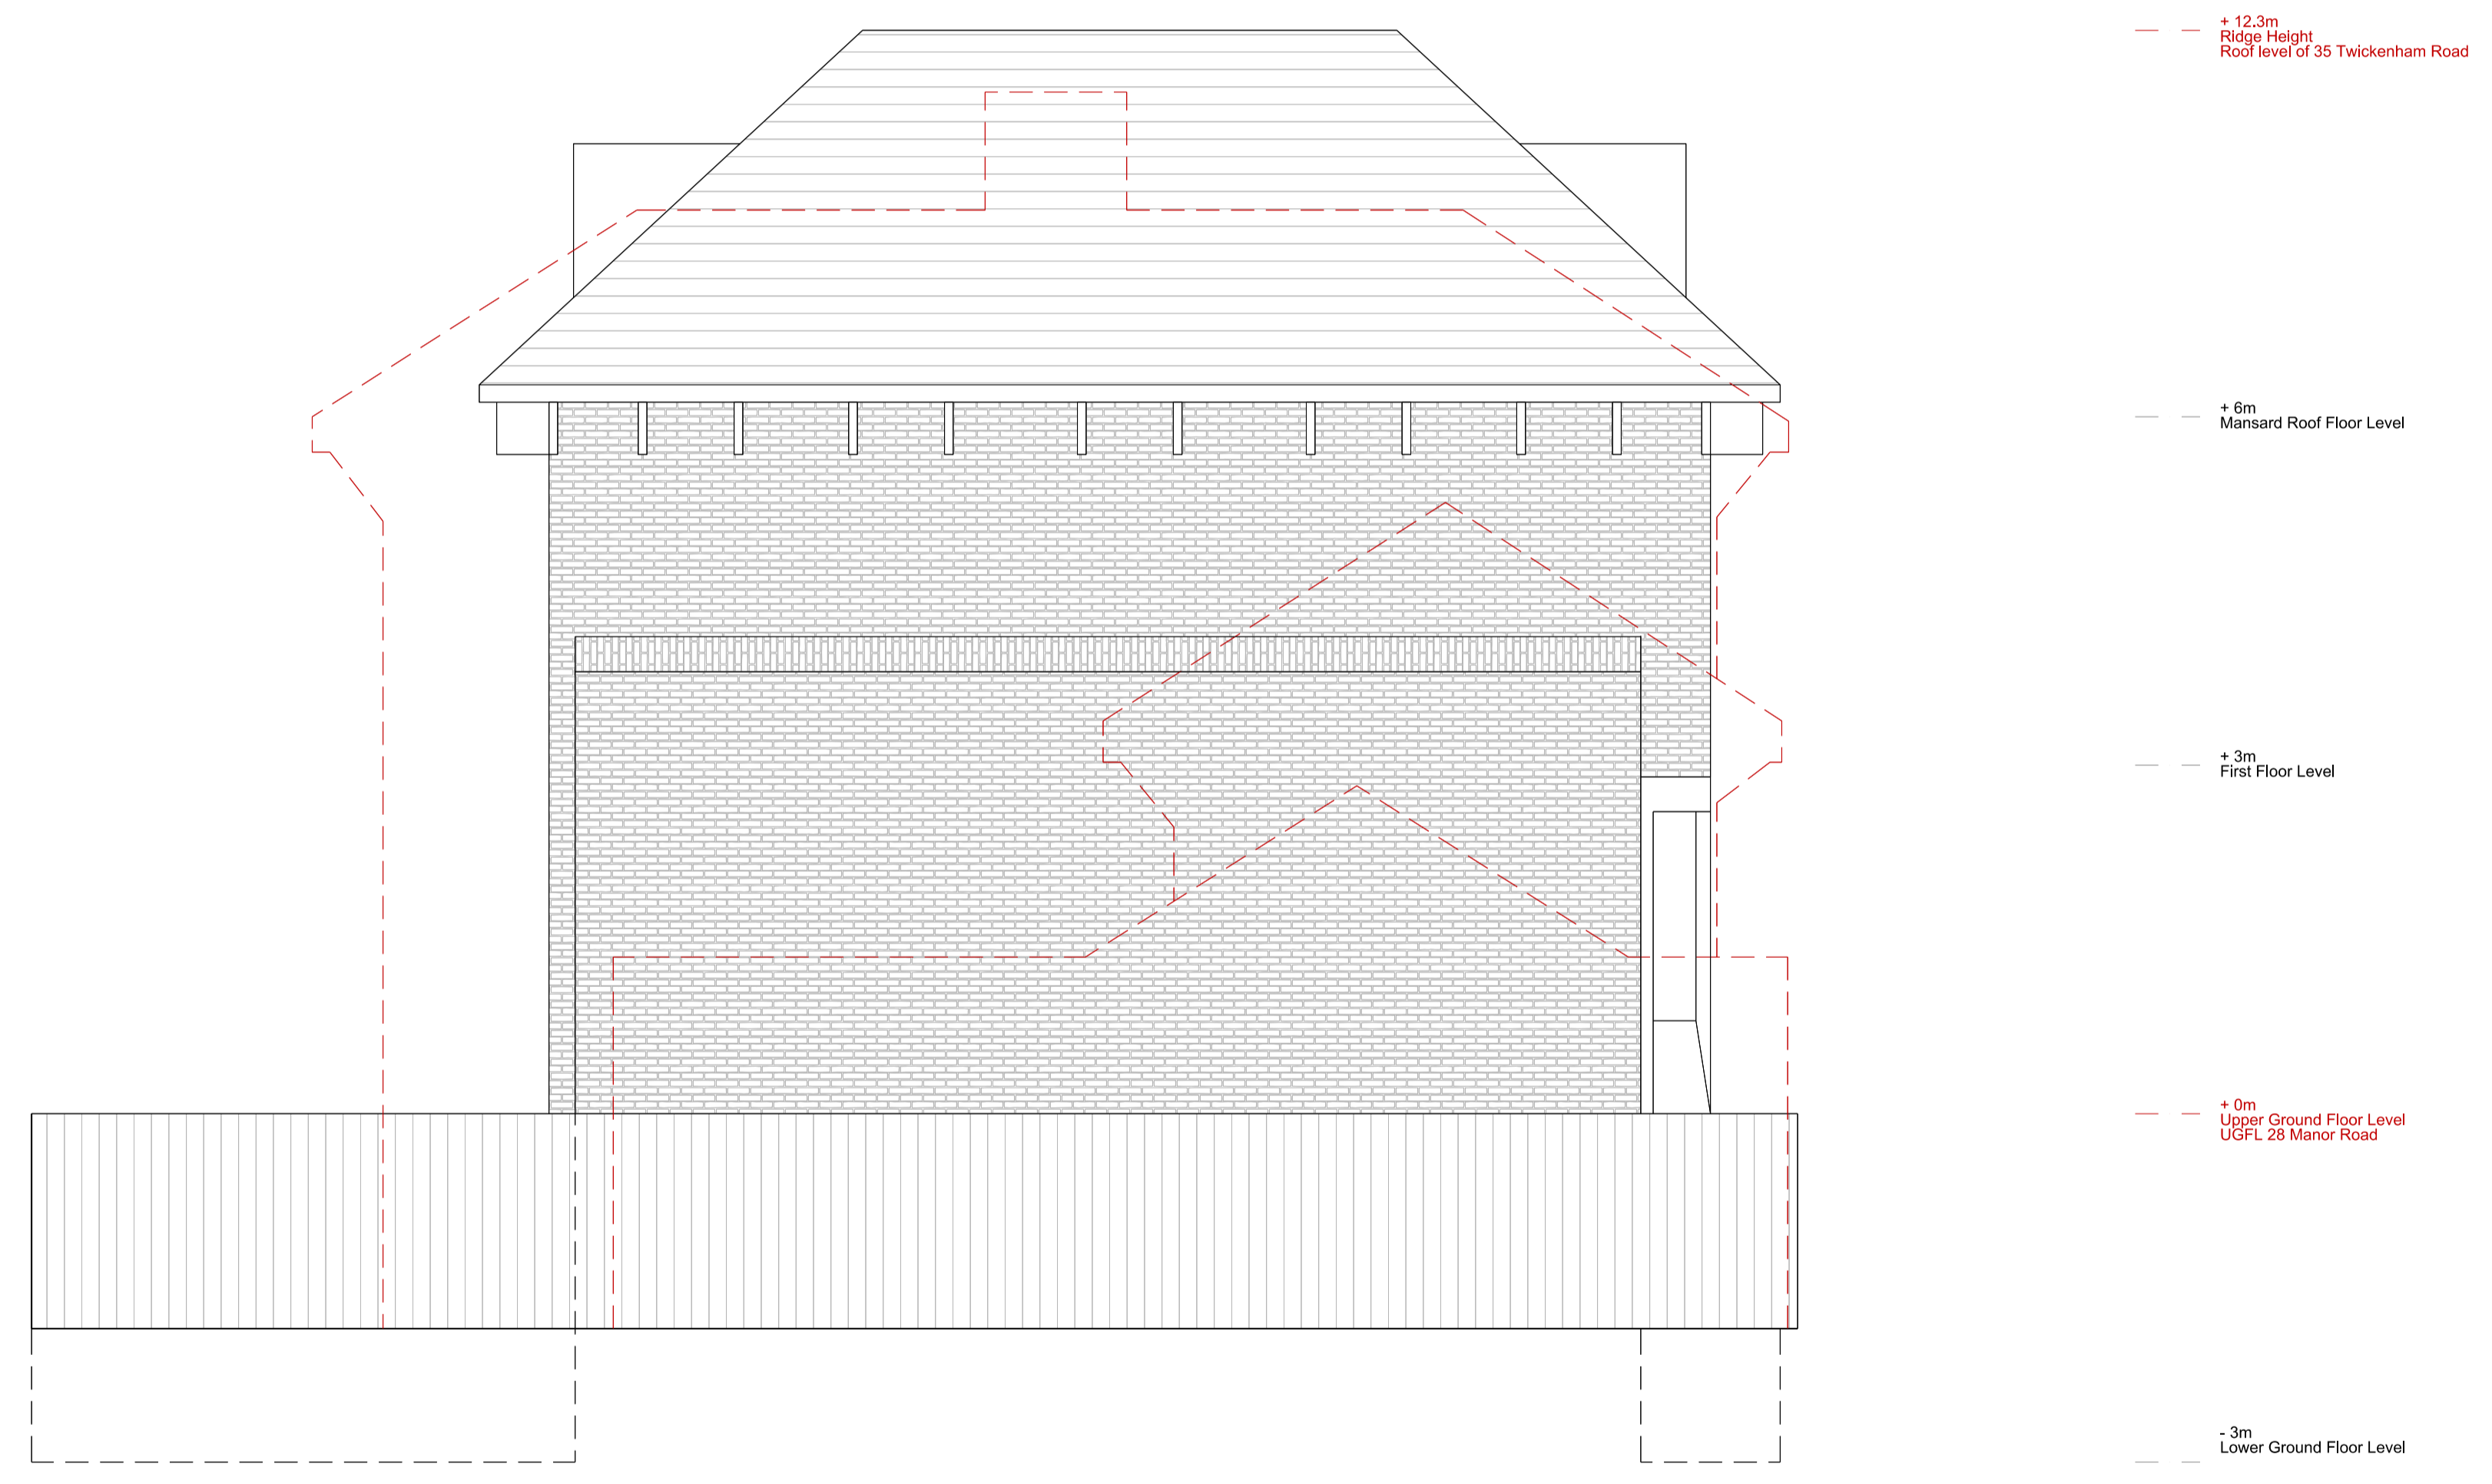 + 12.3m
Ridge Height
Roof level of 35 Twickenham Road
+ 6m
Mansard Roof Floor Level
+ 3m
First Floor Level
+ 0m
Upper Ground Floor Level
UGFL 28 Manor Road
- 3m
Lower Ground Floor Level